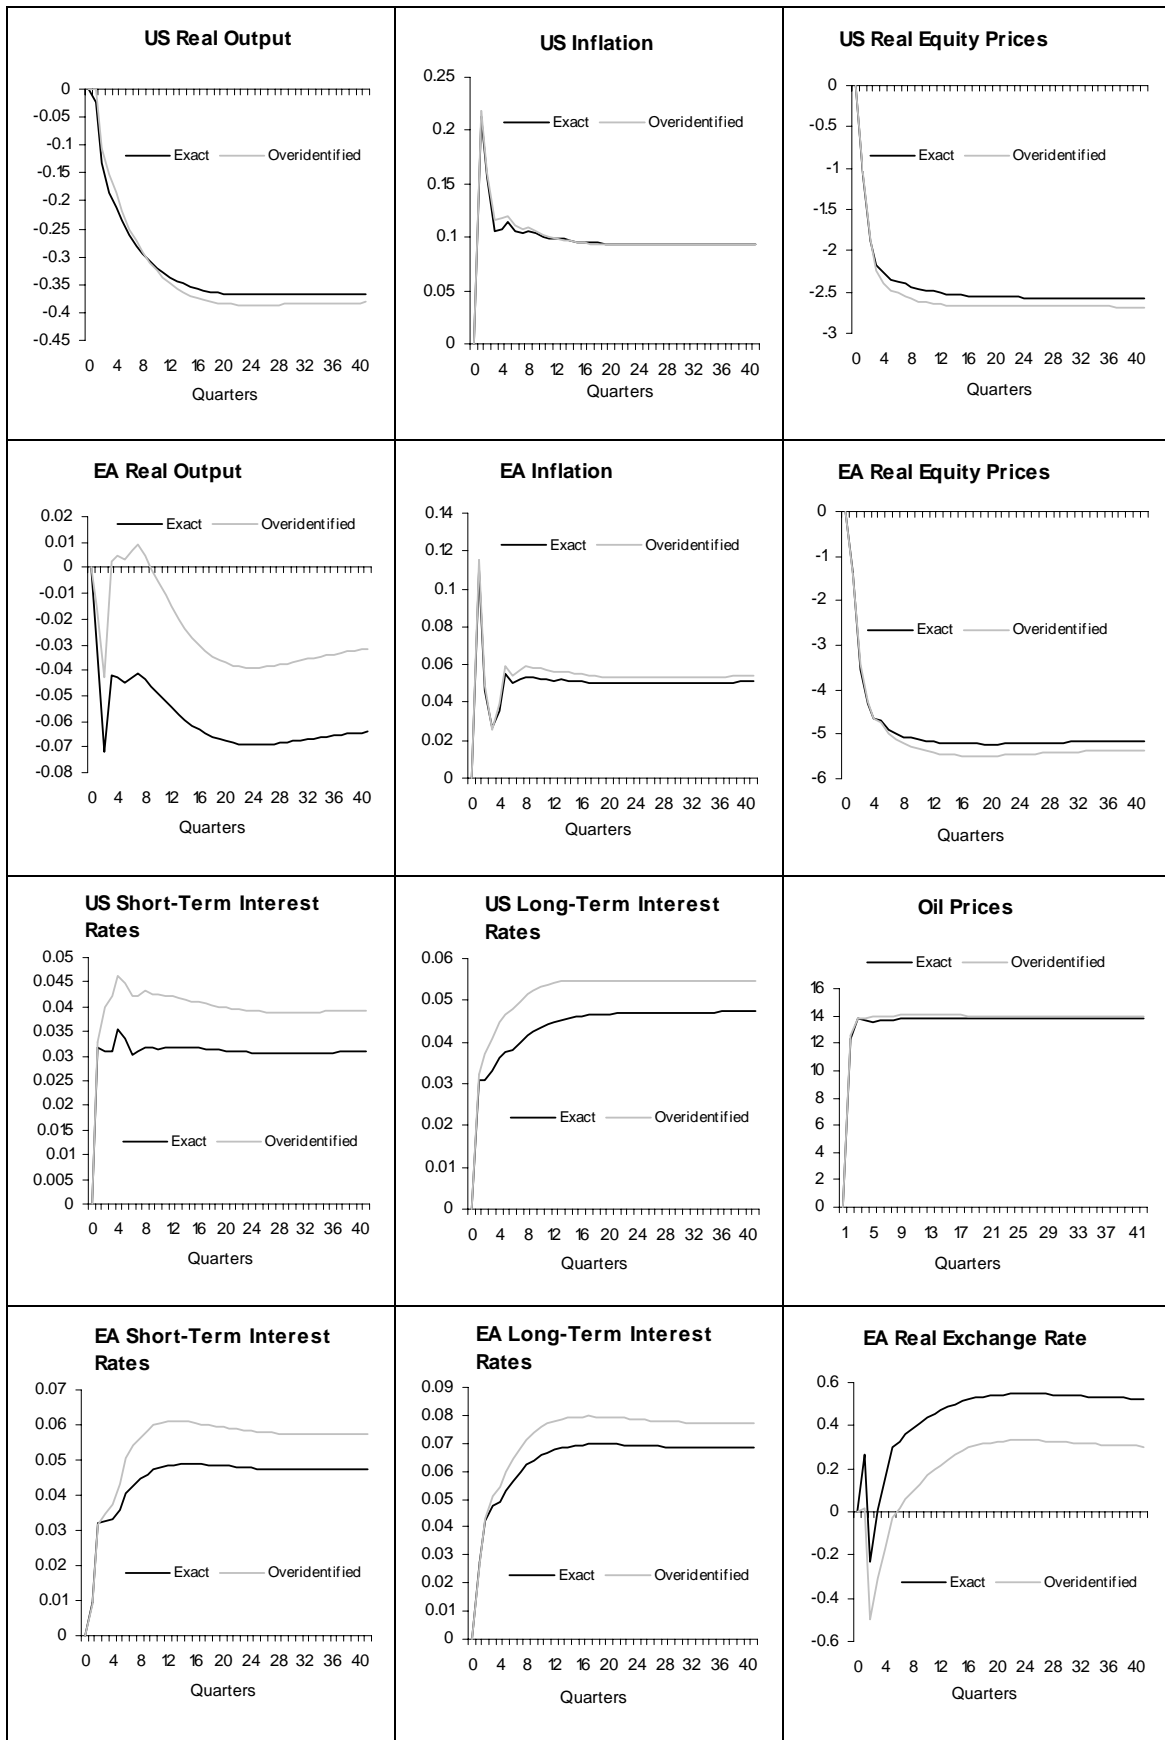 US Real Output
0
-0.05
-0.1
-0.15
-0.2
-0.25
-0.3
-0.35
-0.4
-0.45
Exact Overidentified
0 4 8 12 16 20 24 28 32 36 40
Quarters
US Inflation
0.25
0.2
0.15
0.1
0.05
0
Exact Overidentified
0 4 8 12 16 20 24 28 32 36 40
Quarters
US Real Equity Prices
0
-0.5
-1
-1.5
-2
-2.5
-3
Exact Overidentified
0 4 8 12 16 20 24 28 32 36 40
Quarters
EA Real Output
0.02
0.01
0
-0.01
-0.02
-0.03
-0.04
-0.05
-0.06
-0.07
-0.08
Exact Overidentified
0 4 8 12 16 20 24 28 32 36 40
Quarters
EA Inflation
0.14
0.12
0.1
0.08
0.06
0.04
0.02
0
Exact Overidentified
0 4 8 12 16 20 24 28 32 36 40
Quarters
EA Real Equity Prices
0
-1
-2
-3
-4
-5
-6
Exact Overidentified
0 4 8 12 16 20 24 28 32 36 40
Quarters
US Short-Term Interest
Rates
0.05
0.045
0.04
0.035
0.03
0.025
0.02
0.015
0.01
0.005
0
Exact Overidentified
0 4 8 12 16 20 24 28 32 36 40
Quarters
US Long-Term Interest
Rates
0.06
0.05
0.04
0.03
0.02
0.01
0
Exact Overidentified
0 4 8 12 16 20 24 28 32 36 40
Quarters
Oil Prices
Exact Overidentified
16
14
12
10
8
6
4
2
0
1 5 9 13 17 21 25 29 33 37 41
Quarters
EA Short-Term Interest
Rates
0.07
0.06
0.05
0.04
0.03
0.02
0.01
0
Exact Overidentified
0 4 8 12 16 20 24 28 32 36 40
Quarters
EA Long-Term Interest
Rates
0.09
0.08
0.07
0.06
0.05
0.04
0.03
0.02
0.01
0
Exact Overidentified
0 4 8 12 16 20 24 28 32 36 40
Quarters
EA Real Exchange Rate
0.6
0.4
0.2
0
-0.2
-0.4
-0.6
Exact Overidentified
0 4 8 12 16 20 24 28 32 36 40
Quarters